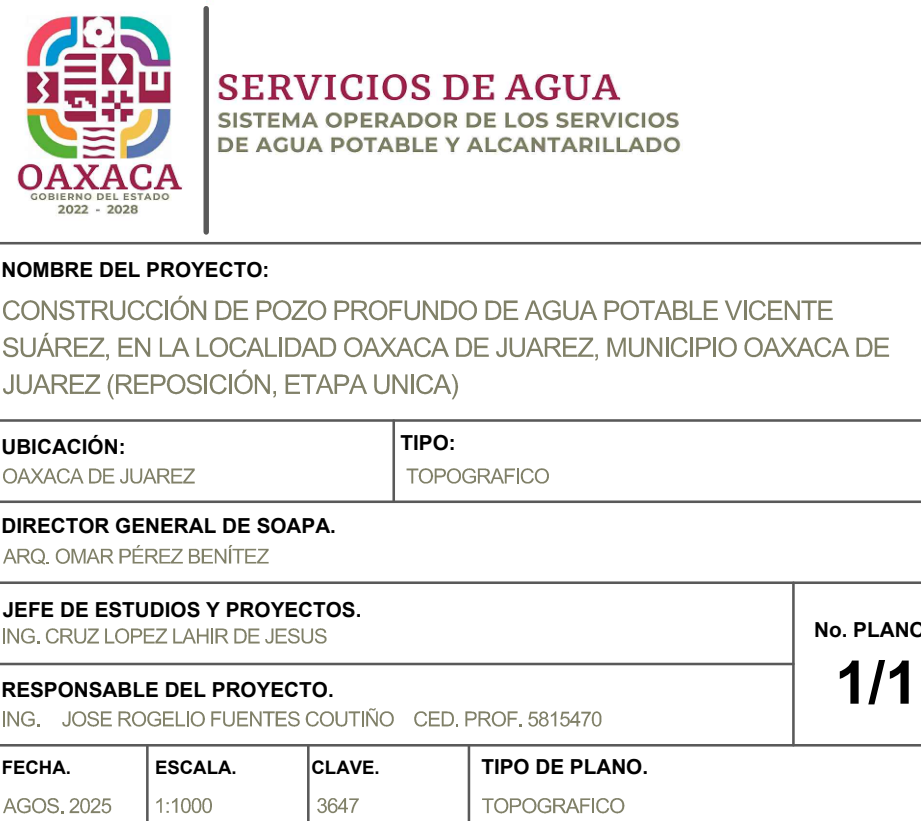 OAXACA
GOBIERNO DEL ESTADO
2022 - 2028
SERVICIOS DE AGUA
SISTEMA OPERADOR DE LOS SERVICIOS
DE AGUA POTABLE Y ALCANTARILLADO
NOMBRE DEL PROYECTO:
CONSTRUCCIÓN DE POZO PROFUNDO DE AGUA POTABLE VICENTE
SUÁREZ, EN LA LOCALIDAD OAXACA DE JUAREZ, MUNICIPIO OAXACA DE
JUAREZ (REPOSICIÓN, ETAPA UNICA)
UBICACIÓN:
OAXACA DE JUAREZ
TIPO:
TOPOGRAFICO
DIRECTOR GENERAL DE SOAPA.
ARQ. OMAR PÉREZ BENÍTEZ
JEFE DE ESTUDIOS Y PROYECTOS.
ING. CRUZ LOPEZ LAHIR DE JESUS
RESPONSABLE DEL PROYECTO.
ING. JOSE ROGELIO FUENTES COUTIÑO CED. PROF. 5815470
No. PLANO
1/1
FECHA.
AGOS. 2025
ESCALA.
1:1000
CLAVE.
3647
TIPO DE PLANO.
TOPOGRAFICO